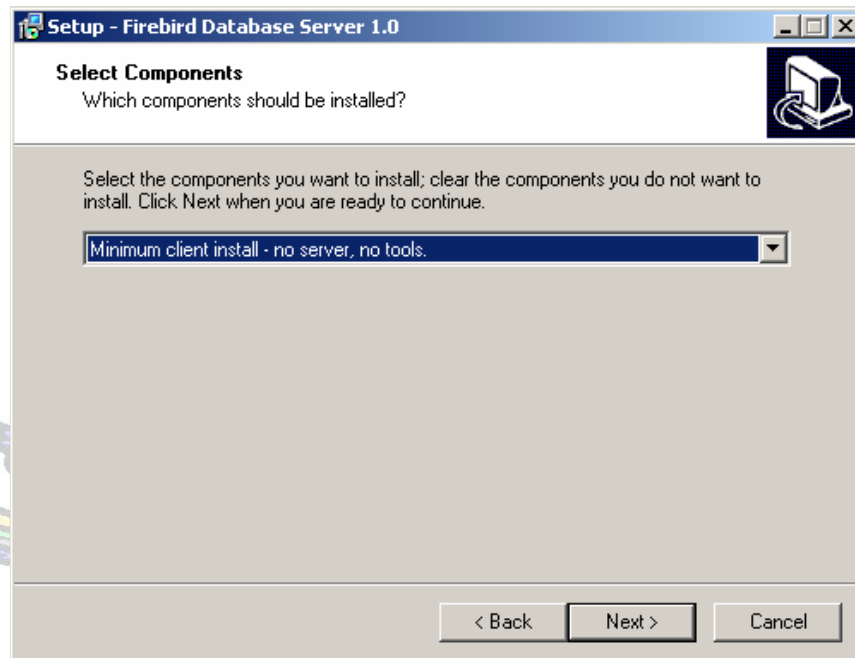 Setup - Firebird Database Server 1.0
Select Components
Which components should be installed?
Select the components you want to install; clear the components you do not want to
install. Click Next when you are ready to continue.
Minimum client install - no server, no tools.
< Back Next > Cancel